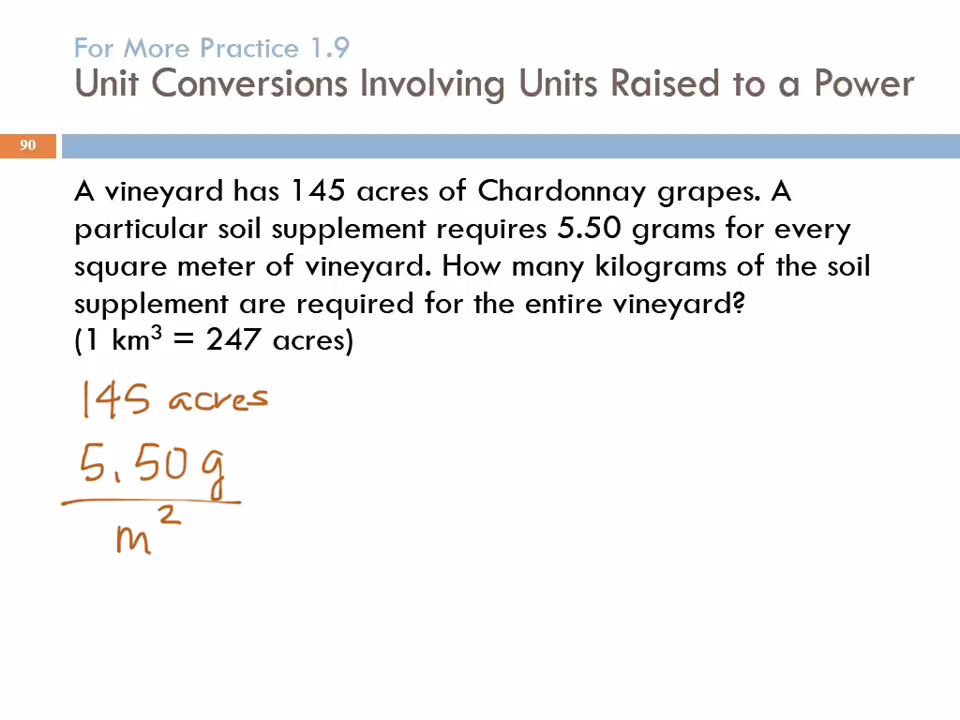 For More Practice 1.9
Unit Conversions Involving Units Raised to a Power
90
A vineyard has 145 acres of Chardonnay grapes. A
particular soil supplement requires 5.50 grams for every
square meter of vineyard. How many kilograms of the soil
supplement are required for the entire vineyard?
(1 km³ = 247 acres)
145 acres
5.50 g
m²